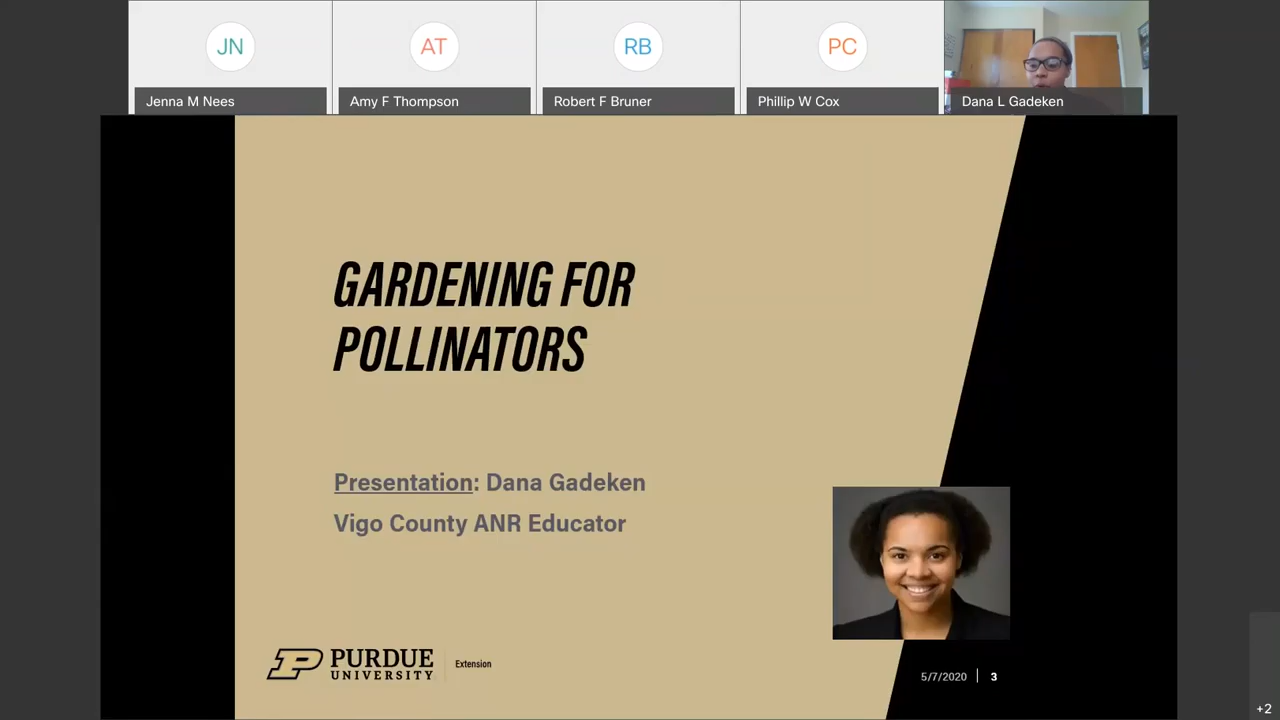 JN
AT
RB
PC
Jenna M Nees
Amy F Thompson
Robert F Bruner
Phillip W Cox
Dana L Gadeken
GARDENING FOR
POLLINATORS
Presentation: Dana Gadeken
Vigo County ANR Educator
PURDUE
UNIVERSITY
Extension
5/7/2020 3
+2